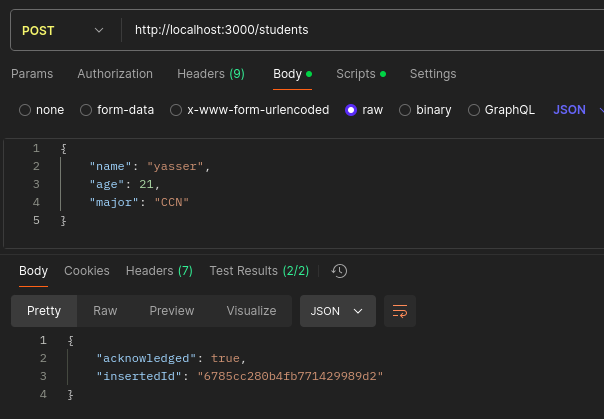 POST http://localhost:3000/students
Params Authorization Headers (9) Body Scripts Settings
none form-data x-www-form-urlencoded raw binary GraphQL JSON
1 {
2 "name": "yasser",
3 "age": 21,
4 "major": "CCN"
5 }
Body Cookies Headers (7) Test Results (2/2)
Pretty Raw Preview Visualize JSON
1 {
2 "acknowledged": true,
3 "insertedId": "6785cc280b4fb771429989d2"
4 }